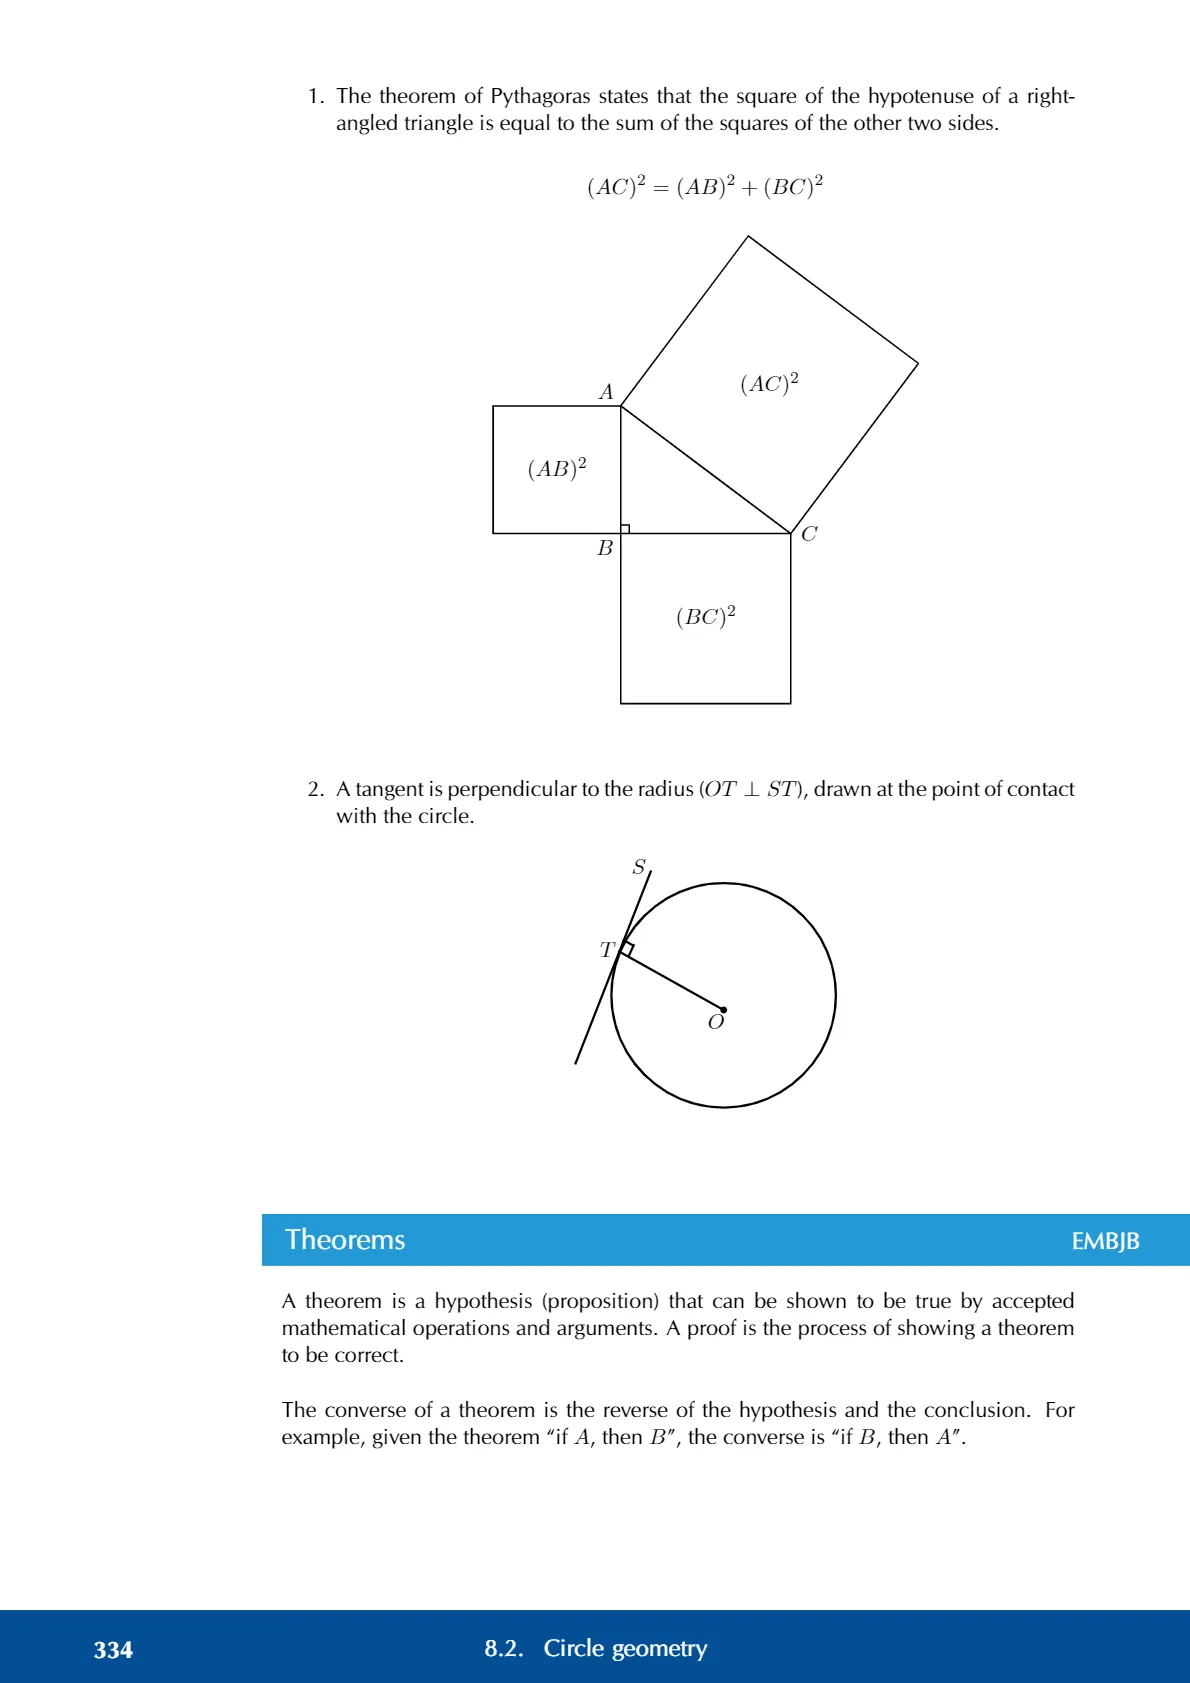 1. The theorem of Pythagoras states that the square of the hypotenuse of a right-
angled triangle is equal to the sum of the squares of the other two sides.
(AC)² = (AB)² + (BC)²
(AC)²
A
(AB)²
C
B
(BC)²
2. A tangent is perpendicular to the radius (OT ⊥ ST), drawn at the point of contact
with the circle.
S
T
O
Theorems EMBJB
A theorem is a hypothesis (proposition) that can be shown to be true by accepted
mathematical operations and arguments. A proof is the process of showing a theorem
to be correct.
The converse of a theorem is the reverse of the hypothesis and the conclusion. For
example, given the theorem “if A, then B”, the converse is “if B, then A”.
334 8.2. Circle geometry